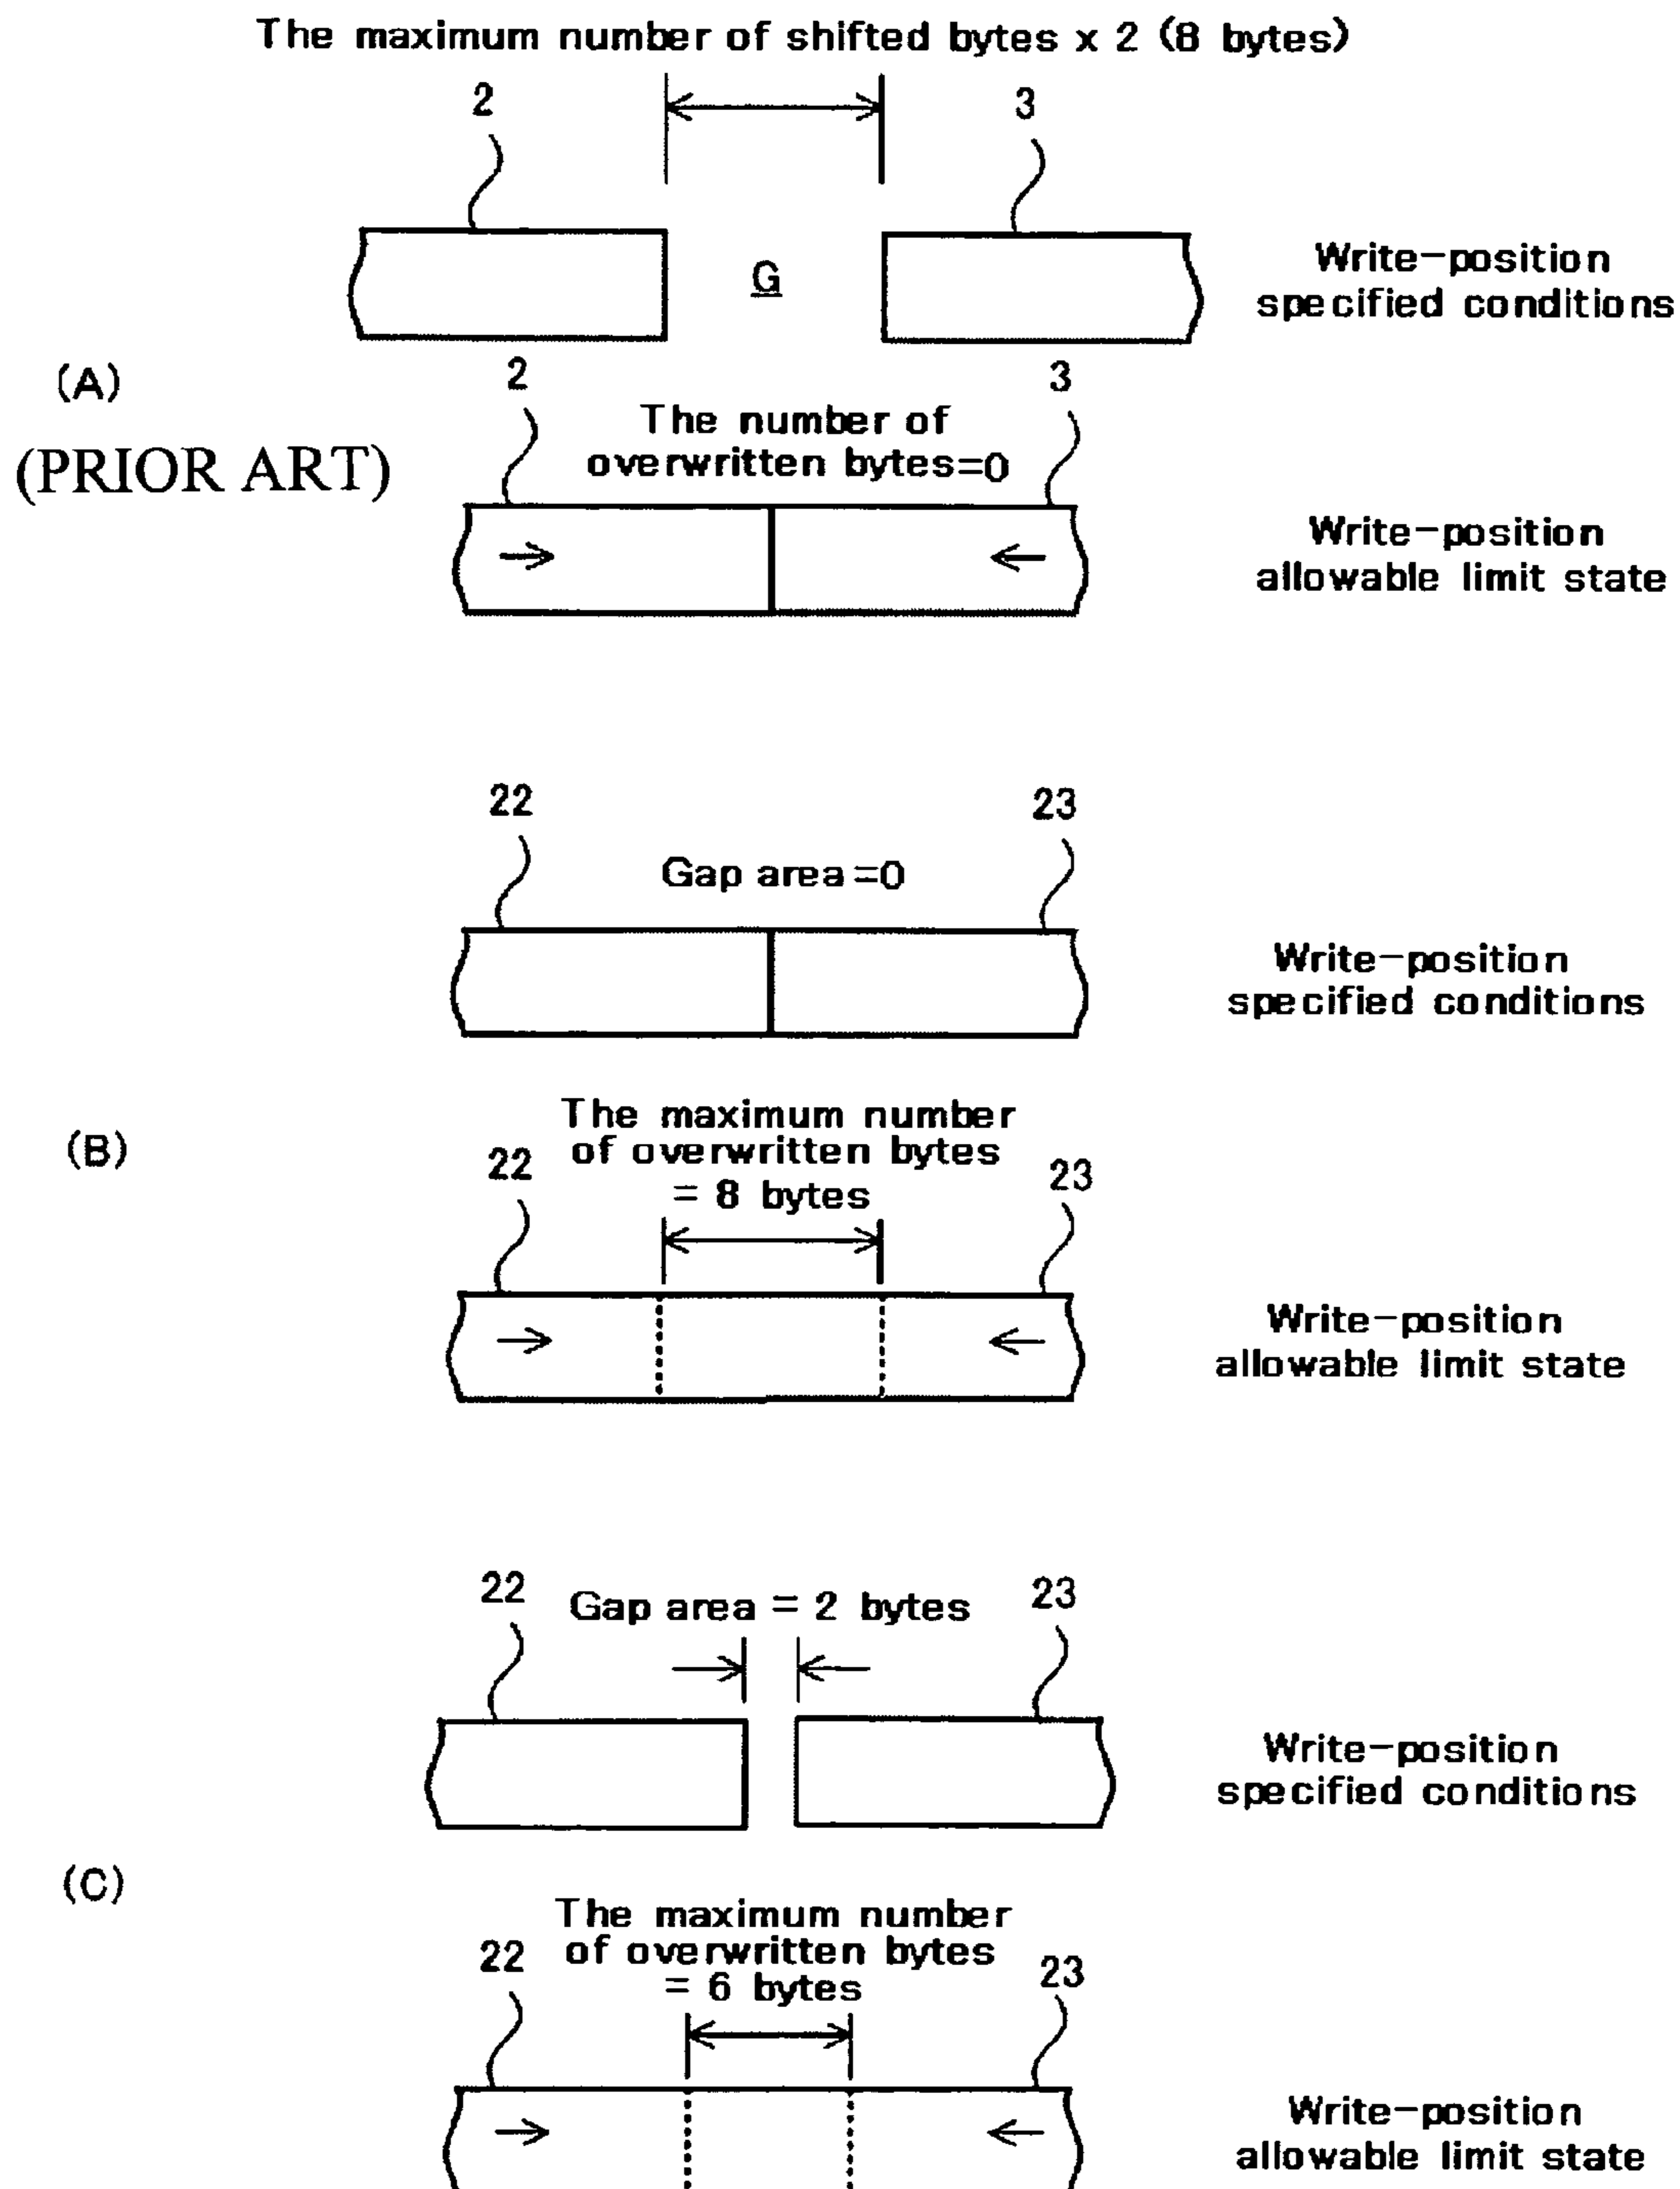 The maximum number of shifted bytes x 2 (8 bytes)
2
3
G
Write-position
specified conditions
(A)
(PRIOR ART)
2
3
The number of
overwritten bytes=0
Write-position
allowable limit state
22
23
Gap area=0
Write-position
specified conditions
(B)
The maximum number
of overwritten bytes
= 8 bytes
22
23
Write-position
allowable limit state
22
Gap area = 2 bytes
23
Write-position
specified conditions
(C)
The maximum number
of overwritten bytes
= 6 bytes
22
23
Write-position
allowable limit state